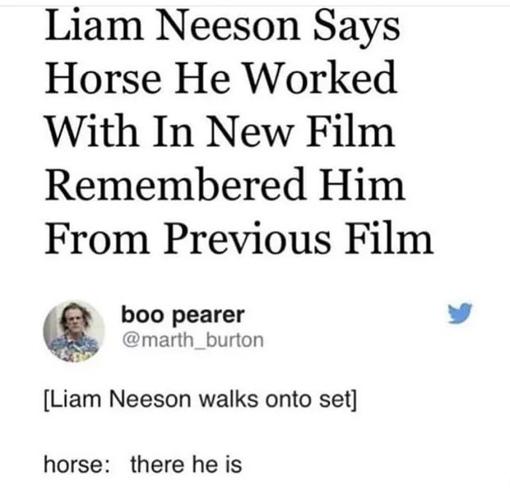 Liam Neeson Says
Horse He Worked
With In New Film
Remembered Him
From Previous Film
boo pearer
@marth_burton
[Liam Neeson walks onto set]
horse: there he is